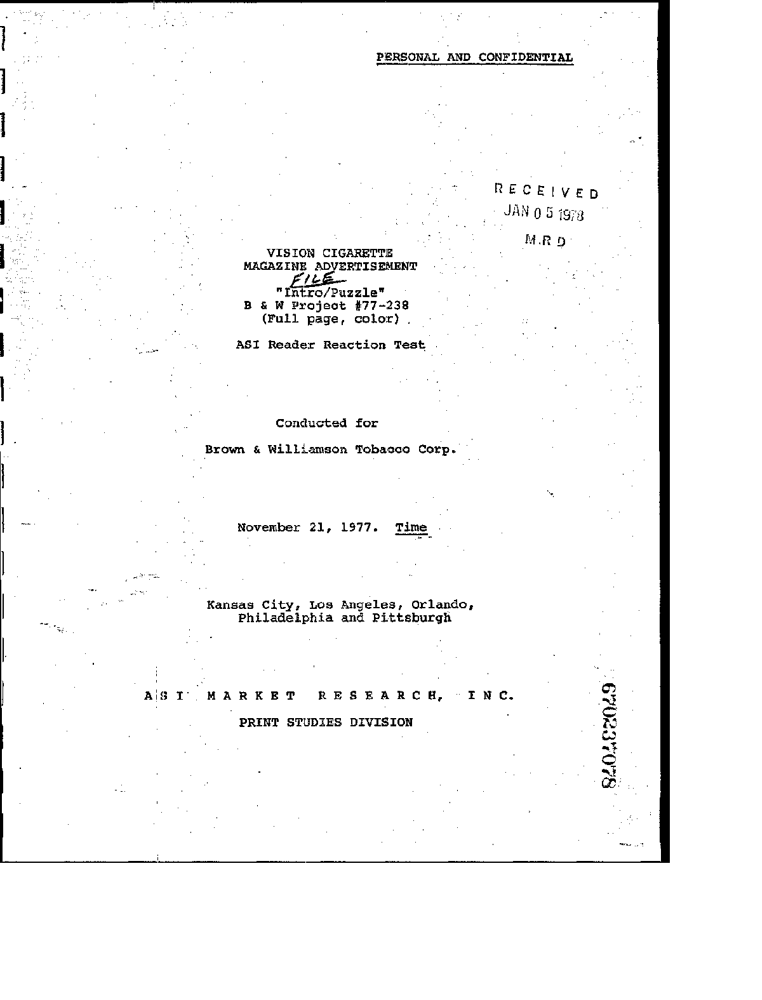 PERSONAL AND CONFIDENTIAL
RECEIVED
JAN 05 1978
M.R.D
VISION CIGARETTE
MAGAZINE ADVERTISEMENT
FILE
"Intro/Puzzle"
B & W Project #77-238
(Full page, color)
ASI Reader Reaction Test
Conducted for
Brown & Williamson Tobacco Corp.
November 21, 1977. Time
Kansas City, Los Angeles, Orlando,
Philadelphia and Pittsburgh
ASI MARKET RESEARCH, INC.
PRINT STUDIES DIVISION
670237078